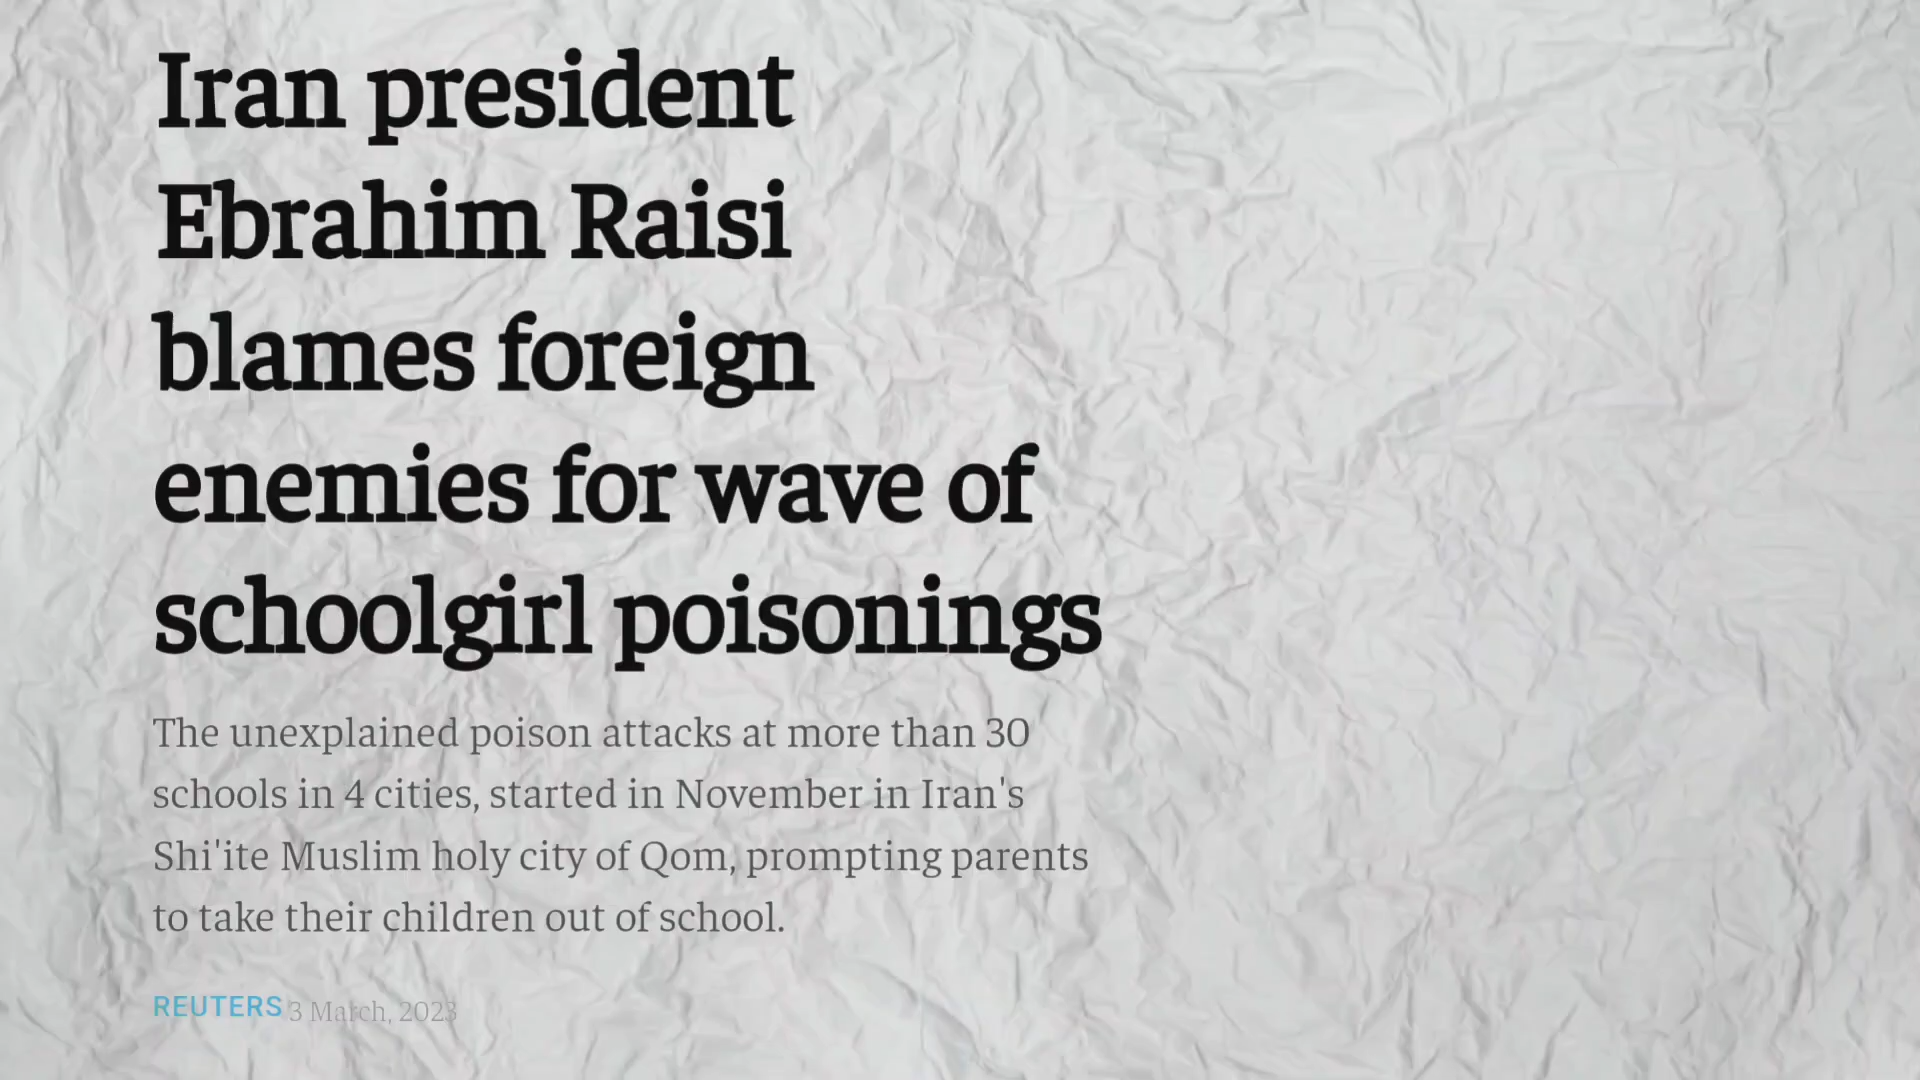 Iran president
Ebrahim Raisi
blames foreign
enemies for wave of
schoolgirl poisonings
The unexplained poison attacks at more than 30
schools in 4 cities, started in November in Iran's
Shi'ite Muslim holy city of Qom, prompting parents
to take their children out of school.
REUTERS 3 March, 2023